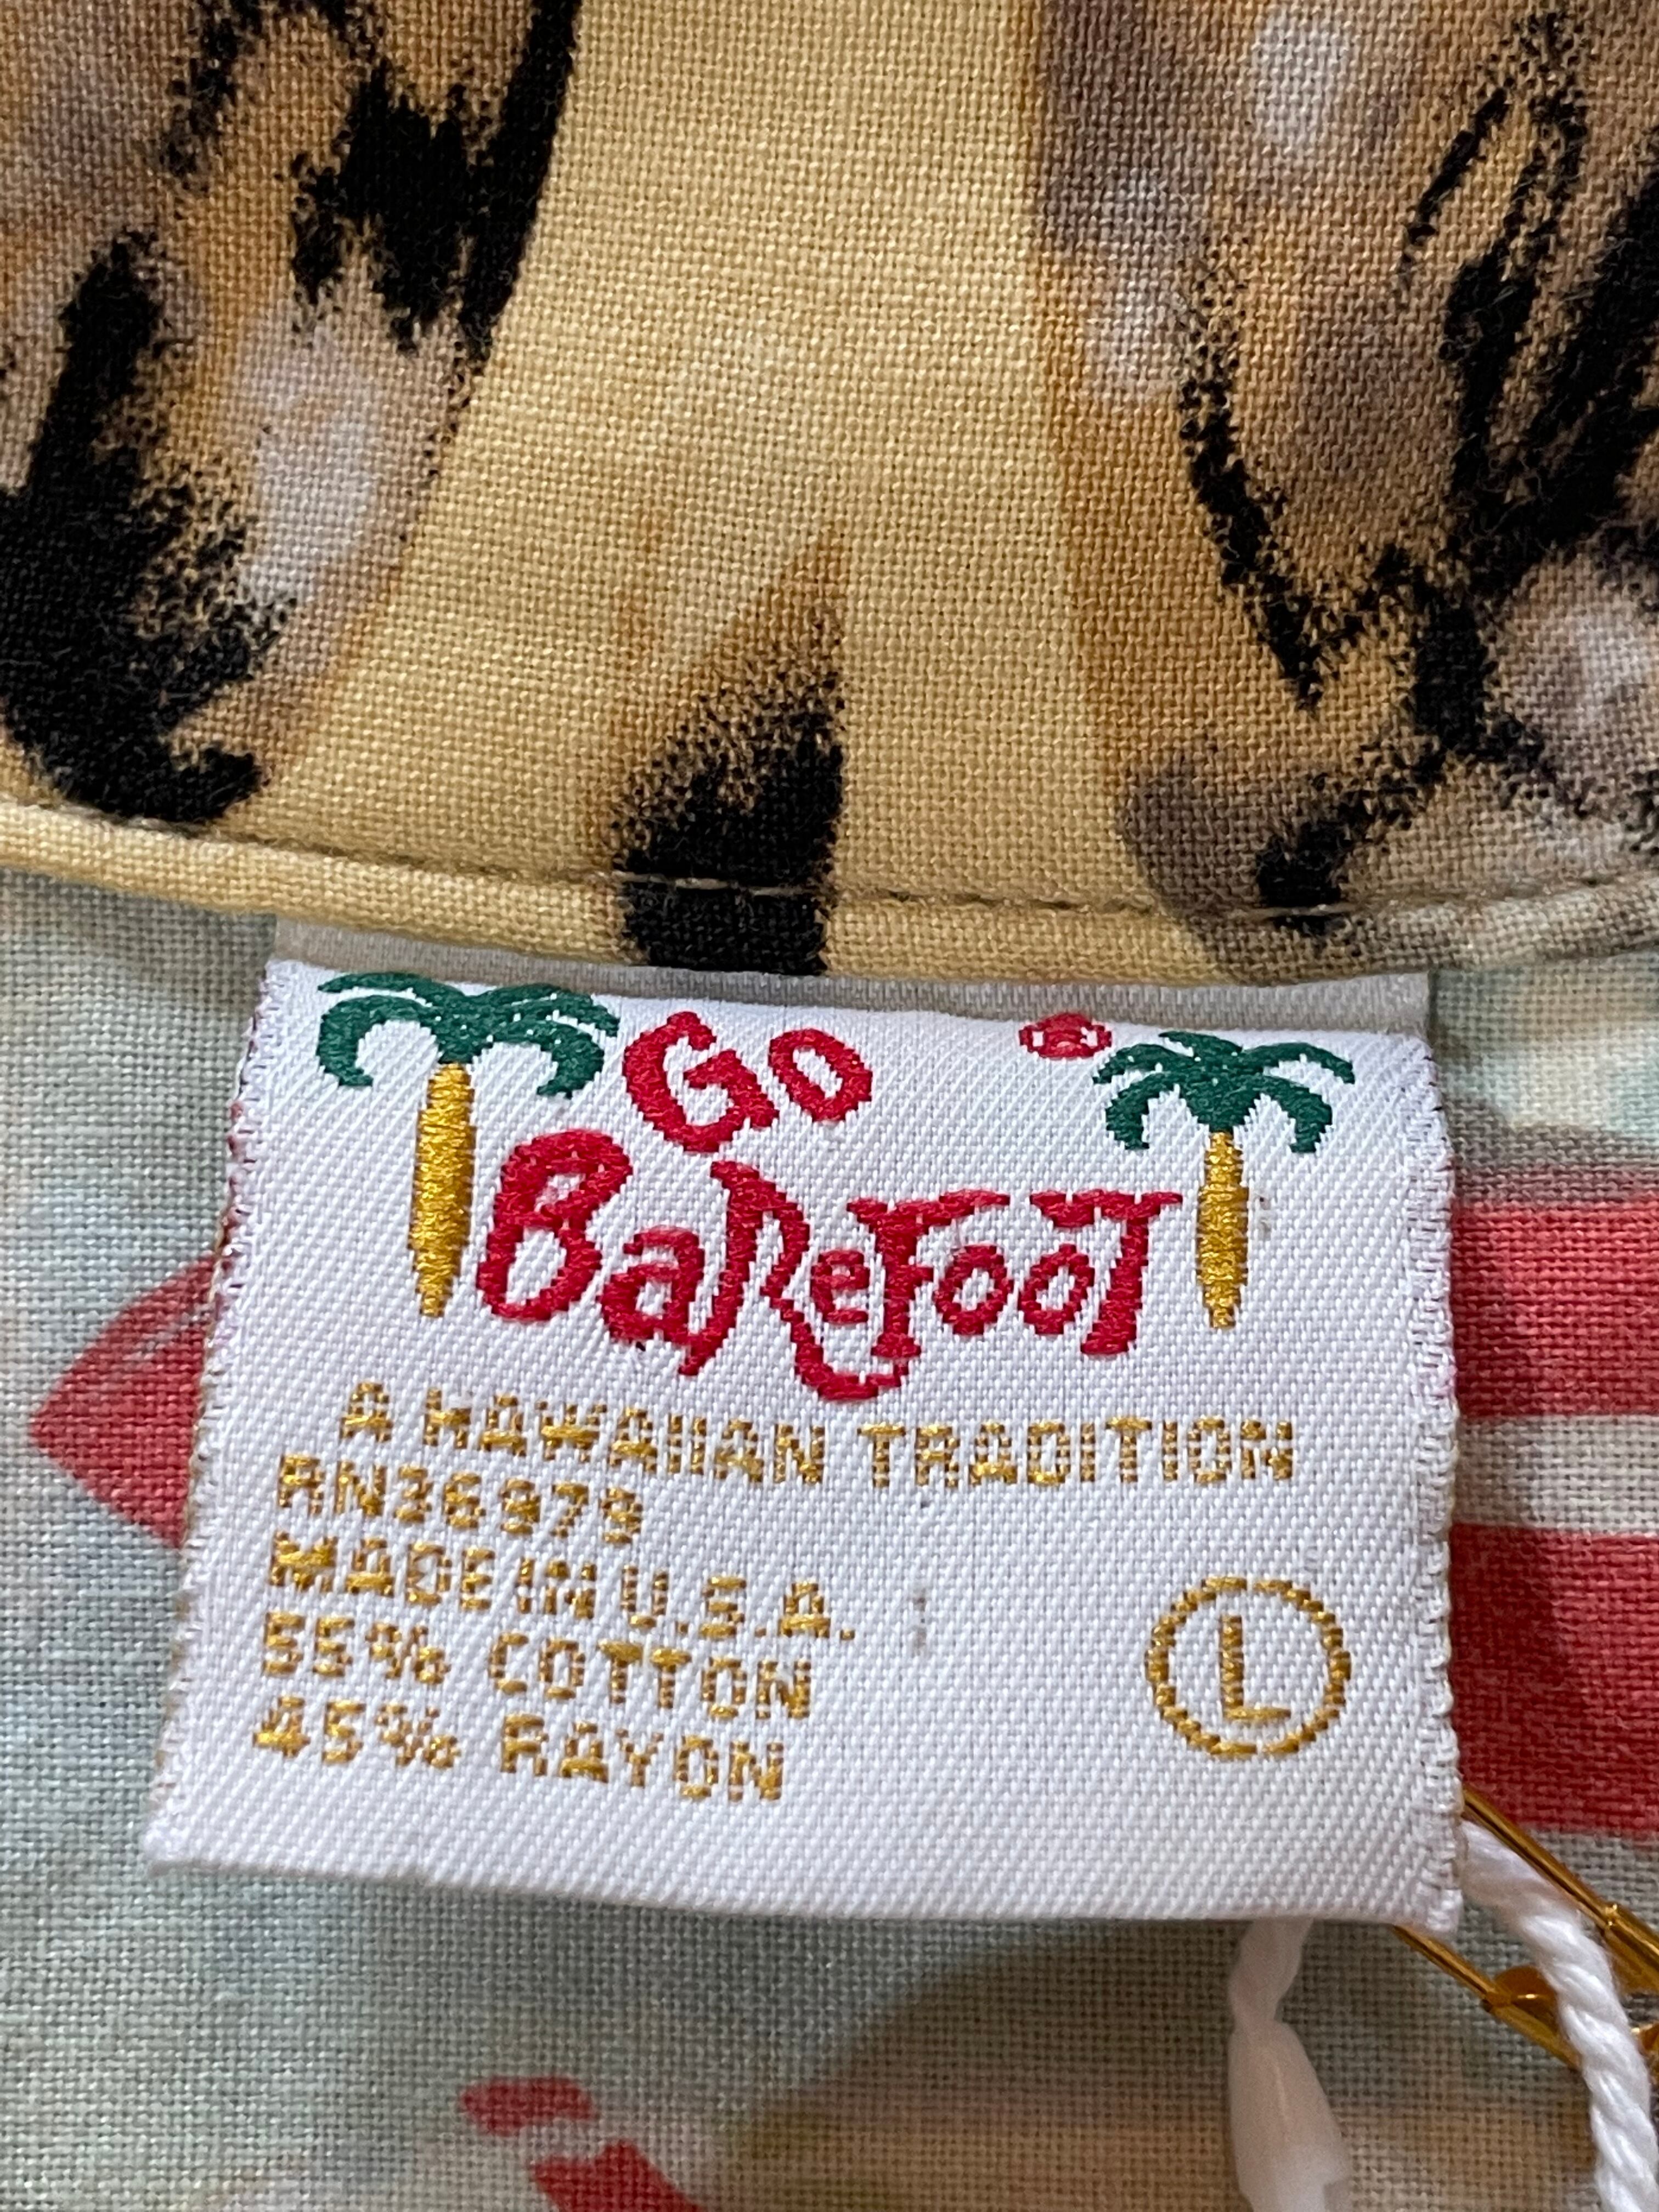 Go
BaReFooT
A HAWAIIAN TRADITION
RN36979
MADE IN U.S.A.
55% COTTON
45% RAYON
L